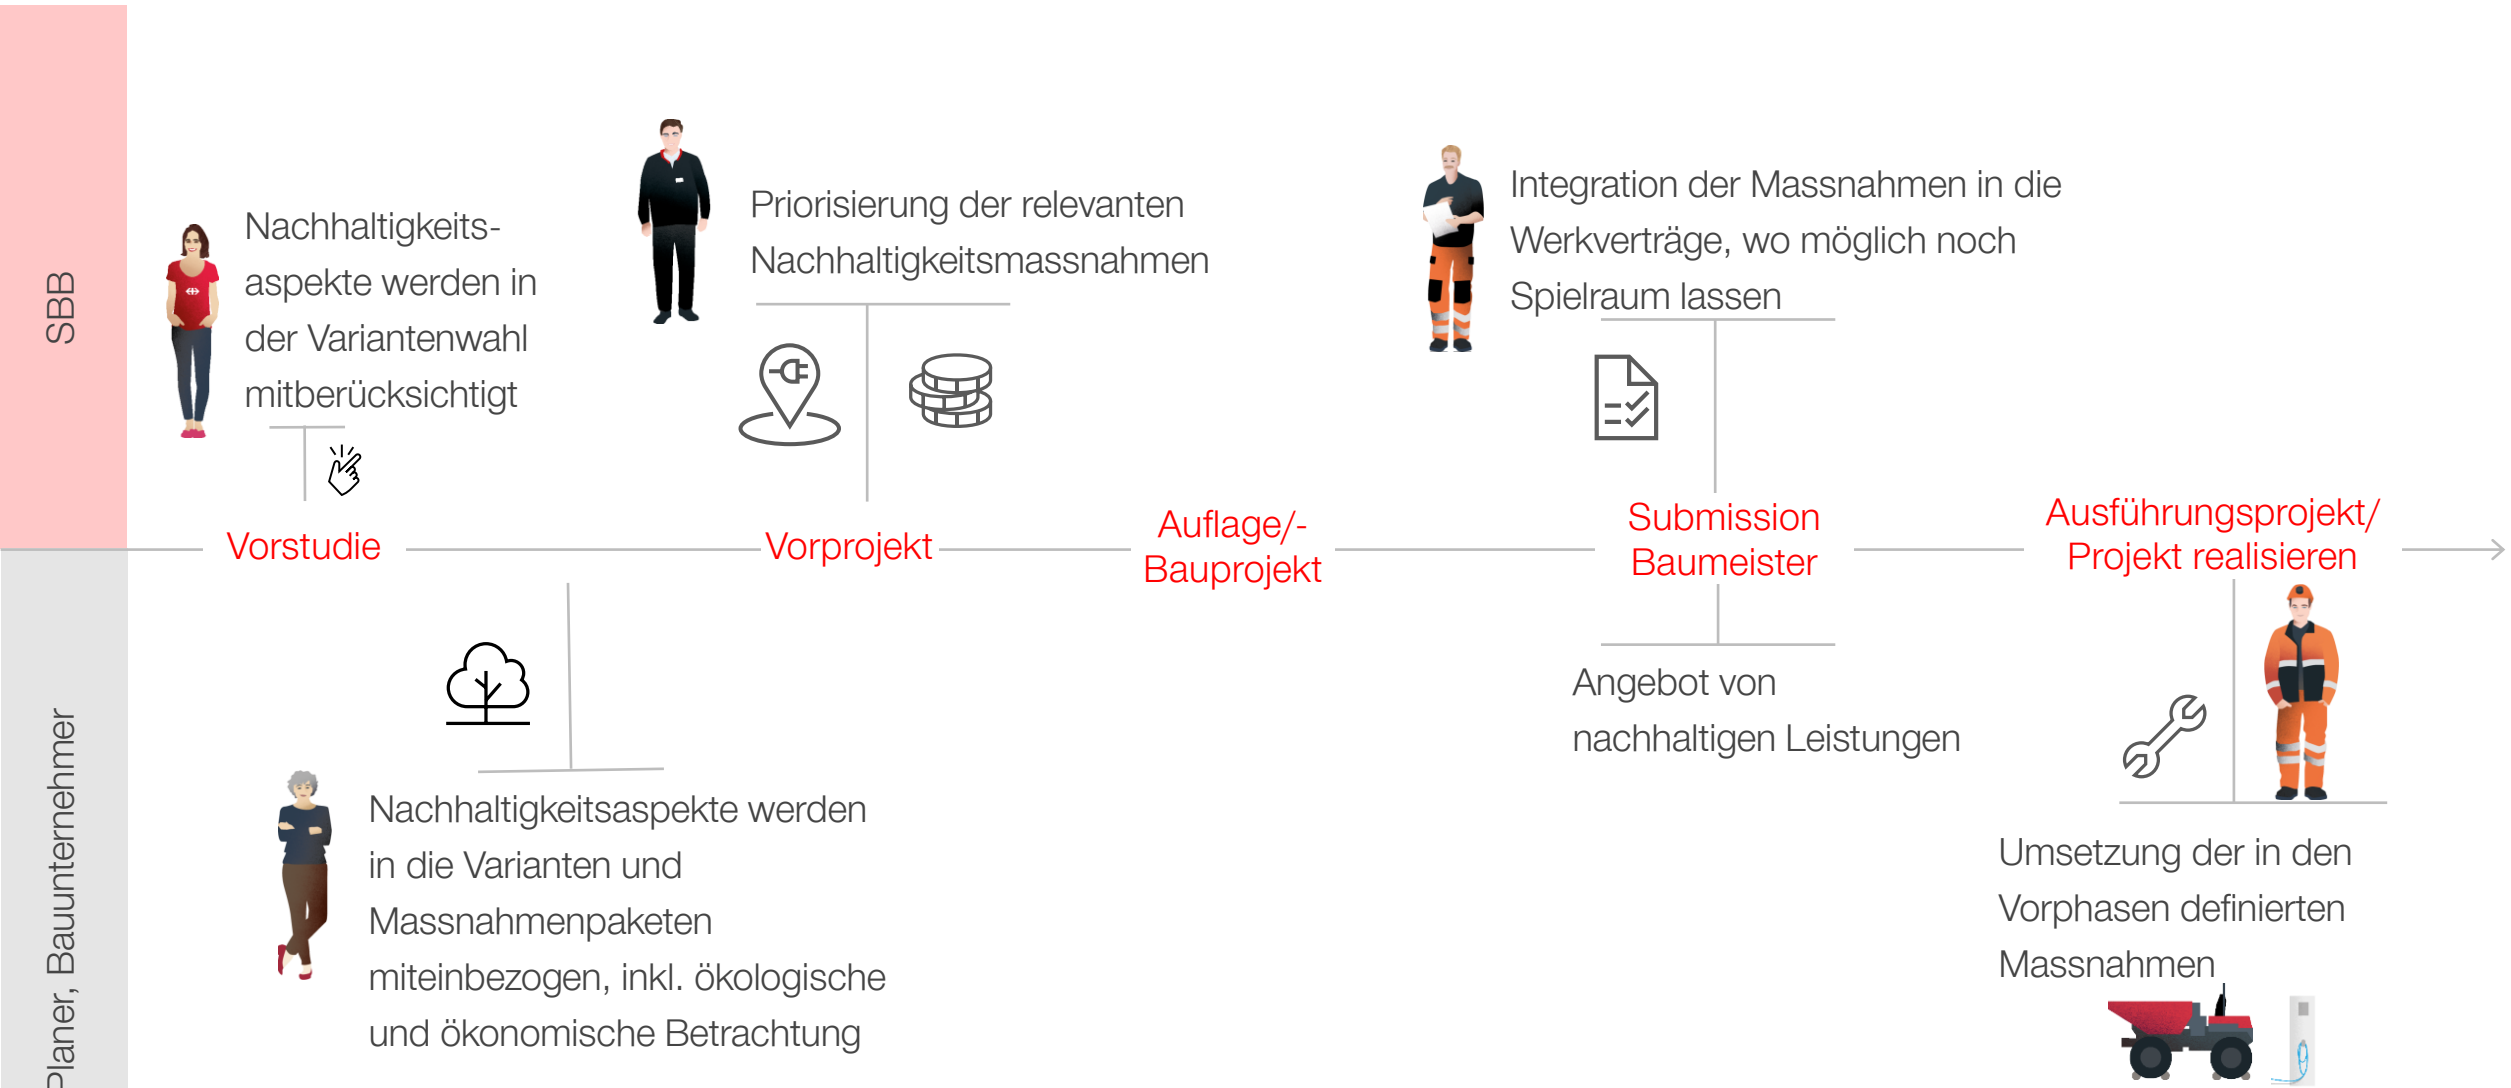 SBB
Nachhaltigkeits-
aspekte werden in
der Variantenwahl
mitberücksichtigt
Priorisierung der relevanten
Nachhaltigkeitsmassnahmen
Integration der Massnahmen in die
Werkverträge, wo möglich noch
Spielraum lassen
Vorstudie
Vorprojekt
Auflage/-
Bauprojekt
Submission
Baumeister
Ausführungsprojekt/
Projekt realisieren
Planer, Bauunternehmer
Nachhaltigkeitsaspekte werden
in die Varianten und
Massnahmenpaketen
miteinbezogen, inkl. ökologische
und ökonomische Betrachtung
Angebot von
nachhaltigen Leistungen
Umsetzung der in den
Vorphasen definierten
Massnahmen